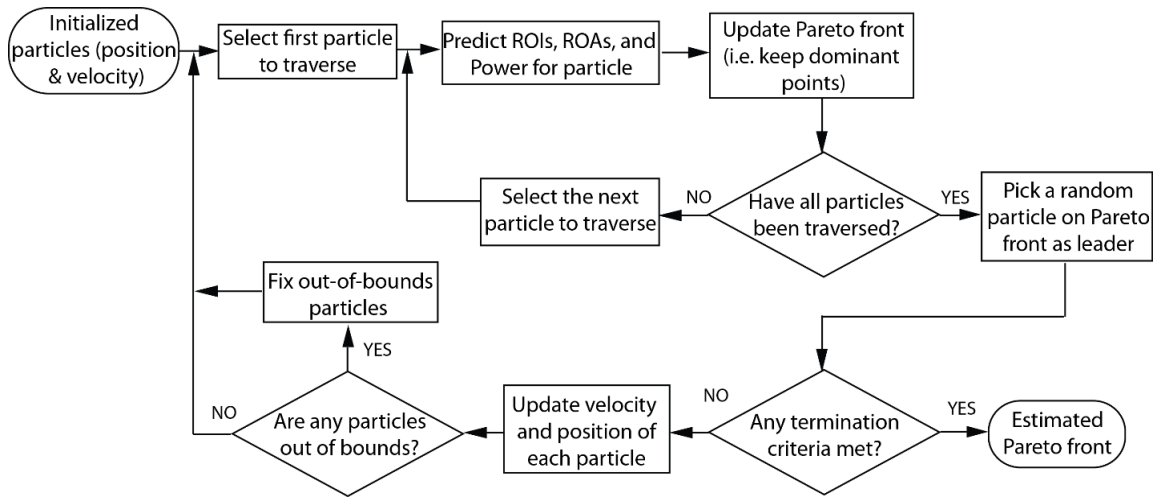 Initialized
particles (position
& velocity)
Select first particle
to traverse
Predict ROIs, ROAs, and
Power for particle
Update Pareto front
(i.e. keep dominant
points)
Have all particles
been traversed?
NO
Select the next
particle to traverse
YES
Pick a random
particle on Pareto
front as leader
Any termination
criteria met?
YES
Estimated
Pareto front
NO
Update velocity
and position of
each particle
Are any particles
out of bounds?
YES
Fix out-of-bounds
particles
NO